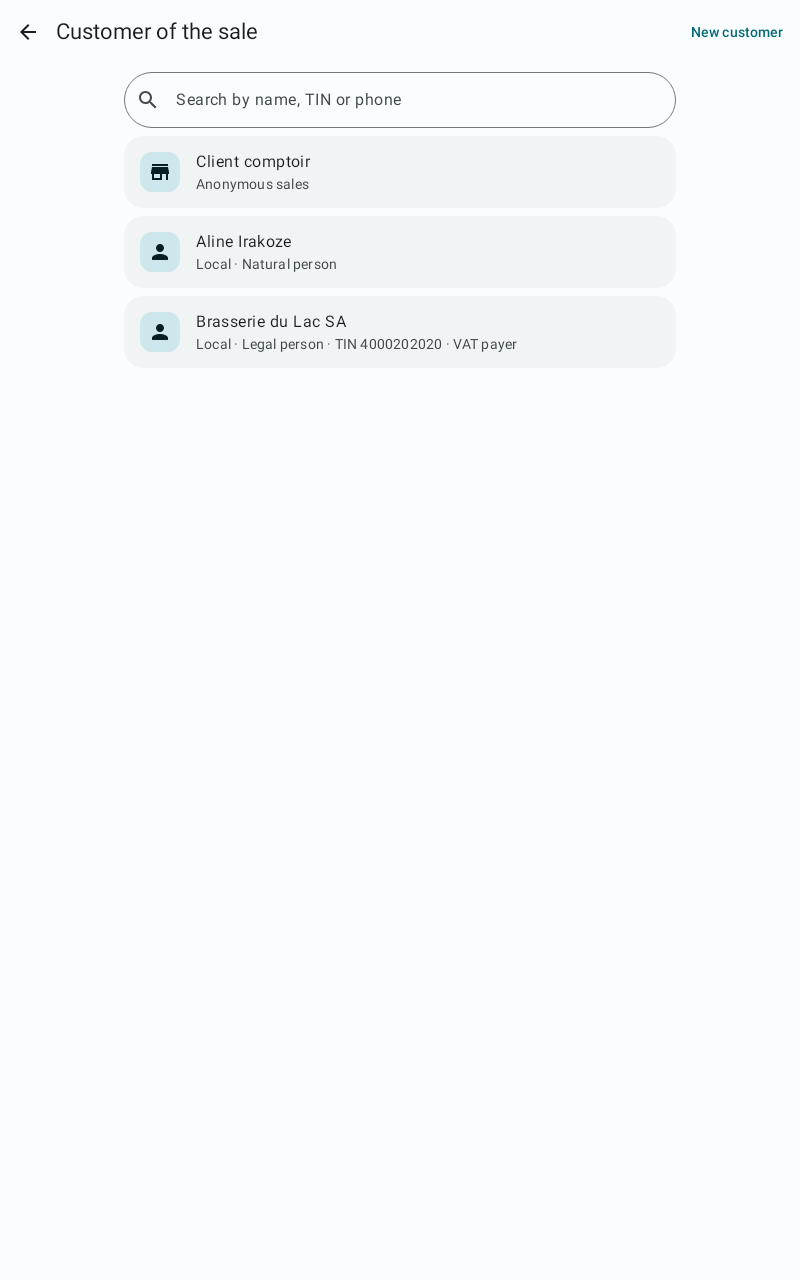 Customer of the sale
New customer
Search by name, TIN or phone
Client comptoir
Anonymous sales
Aline Irakoze
Local · Natural person
Brasserie du Lac SA
Local · Legal person · TIN 4000202020 · VAT payer